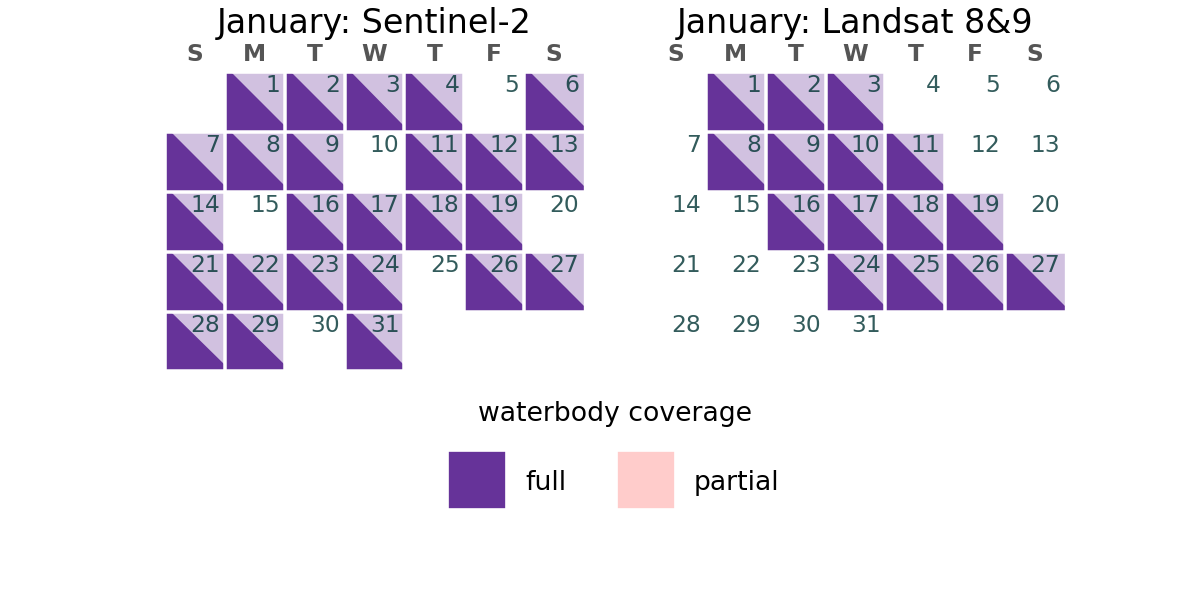 January: Sentinel-2
S M T W T F S
1 2 3 4 5 6
7 8 9 10 11 12 13
14 15 16 17 18 19 20
21 22 23 24 25 26 27
28 29 30 31
January: Landsat 8&9
S M T W T F S
1 2 3 4 5 6
7 8 9 10 11 12 13
14 15 16 17 18 19 20
21 22 23 24 25 26 27
28 29 30 31
waterbody coverage
full partial